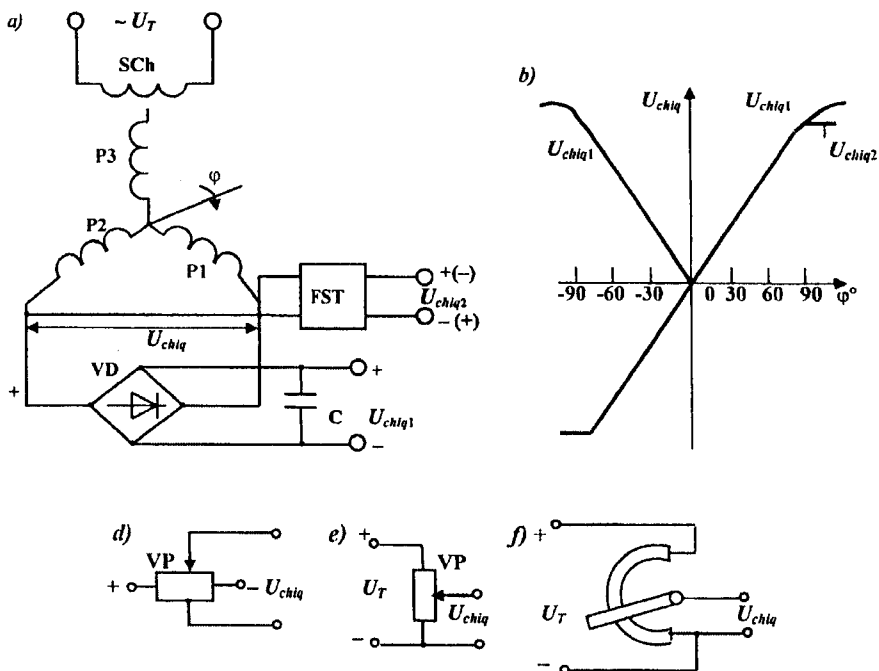 a)
~ U_T
SCh
P3
φ
P2
P1
FST
+(−)
U_chiq2
− (+)
U_chiq
VD
+
+
C
U_chiq1
−
b)
U_chiq
U_chiq1
U_chiq1
U_chiq2
-90 -60 -30 0 30 60 90 φ°
d)
VP
+
− U_chiq
e)
+
VP
U_T
U_chiq
−
f) +
U_T
U_chiq
−